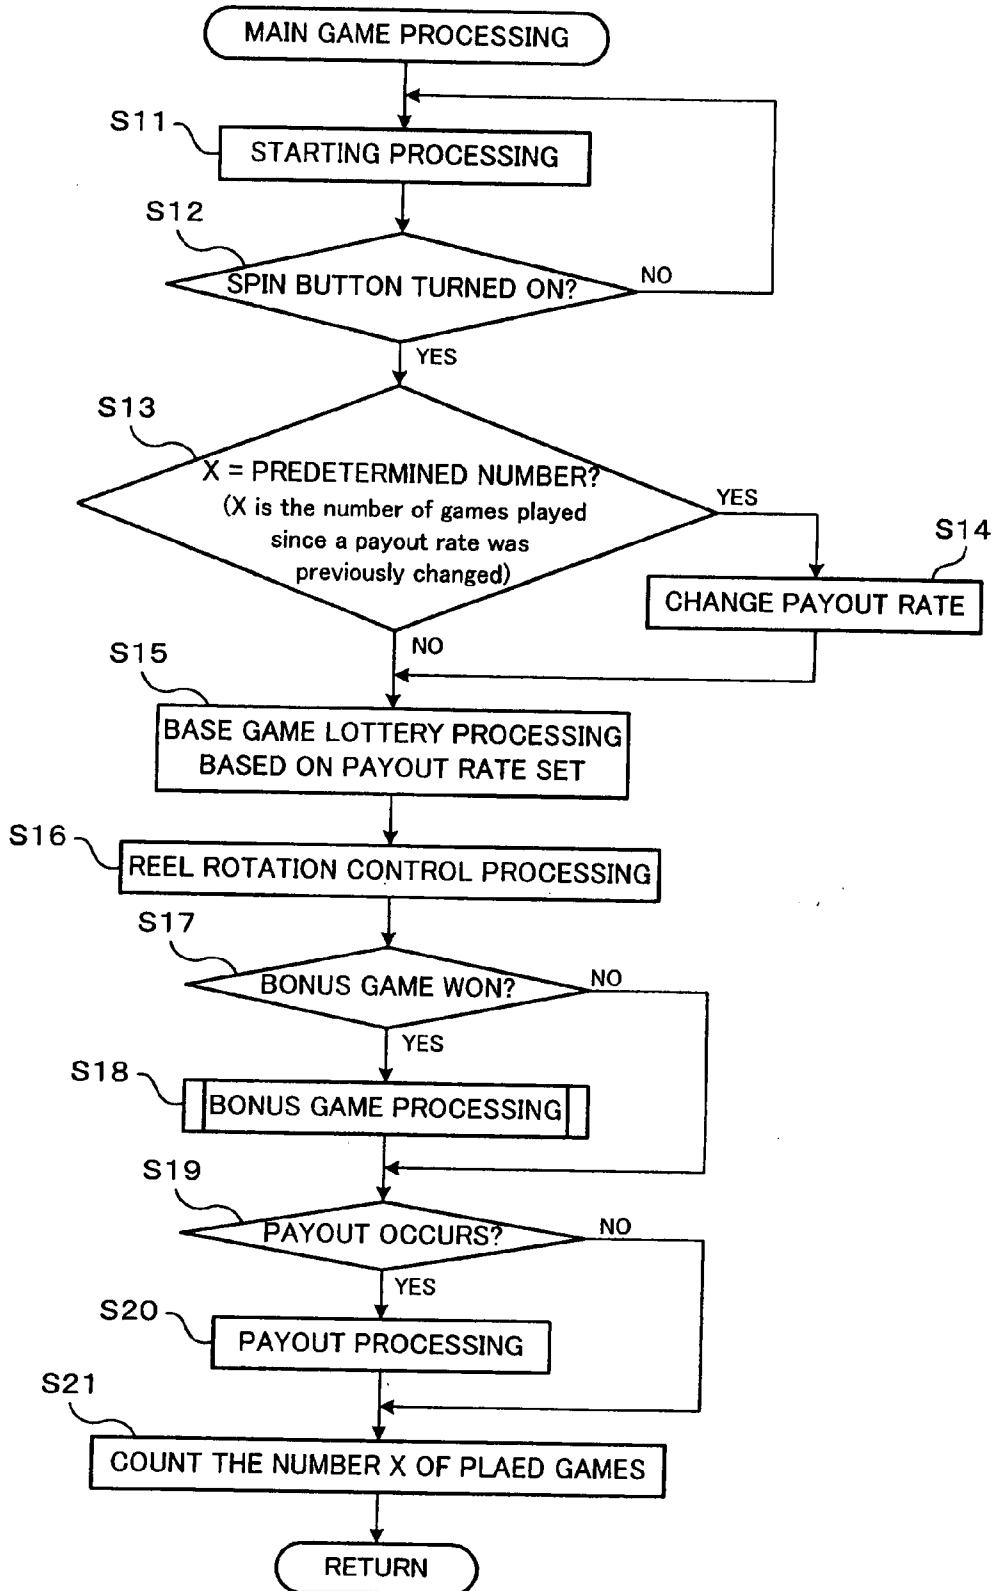 MAIN GAME PROCESSING
S11
STARTING PROCESSING
S12
SPIN BUTTON TURNED ON?
NO
YES
S13
X = PREDETERMINED NUMBER?
(X is the number of games played
since a payout rate was
previously changed)
YES
S14
CHANGE PAYOUT RATE
NO
S15
BASE GAME LOTTERY PROCESSING
BASED ON PAYOUT RATE SET
S16
REEL ROTATION CONTROL PROCESSING
S17
BONUS GAME WON?
NO
YES
S18
BONUS GAME PROCESSING
S19
PAYOUT OCCURS?
NO
YES
S20
PAYOUT PROCESSING
S21
COUNT THE NUMBER X OF PLAED GAMES
RETURN